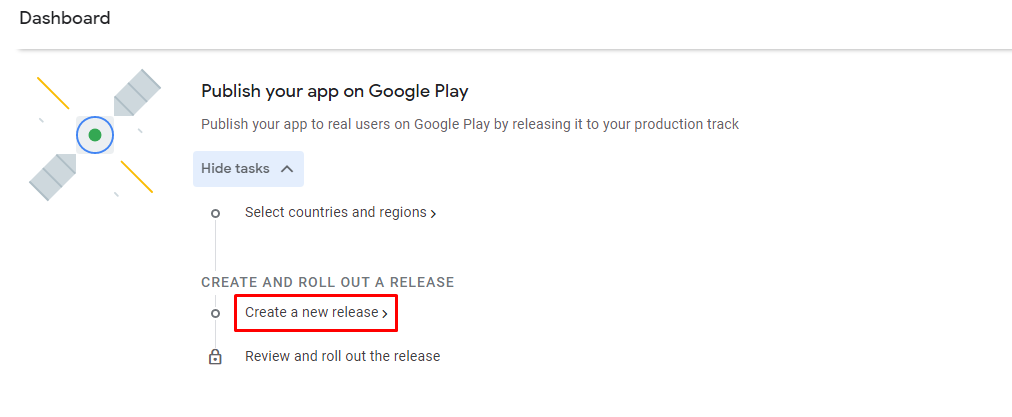 Dashboard
Publish your app on Google Play
Publish your app to real users on Google Play by releasing it to your production track
Hide tasks
Select countries and regions
CREATE AND ROLL OUT A RELEASE
Create a new release
Review and roll out the release